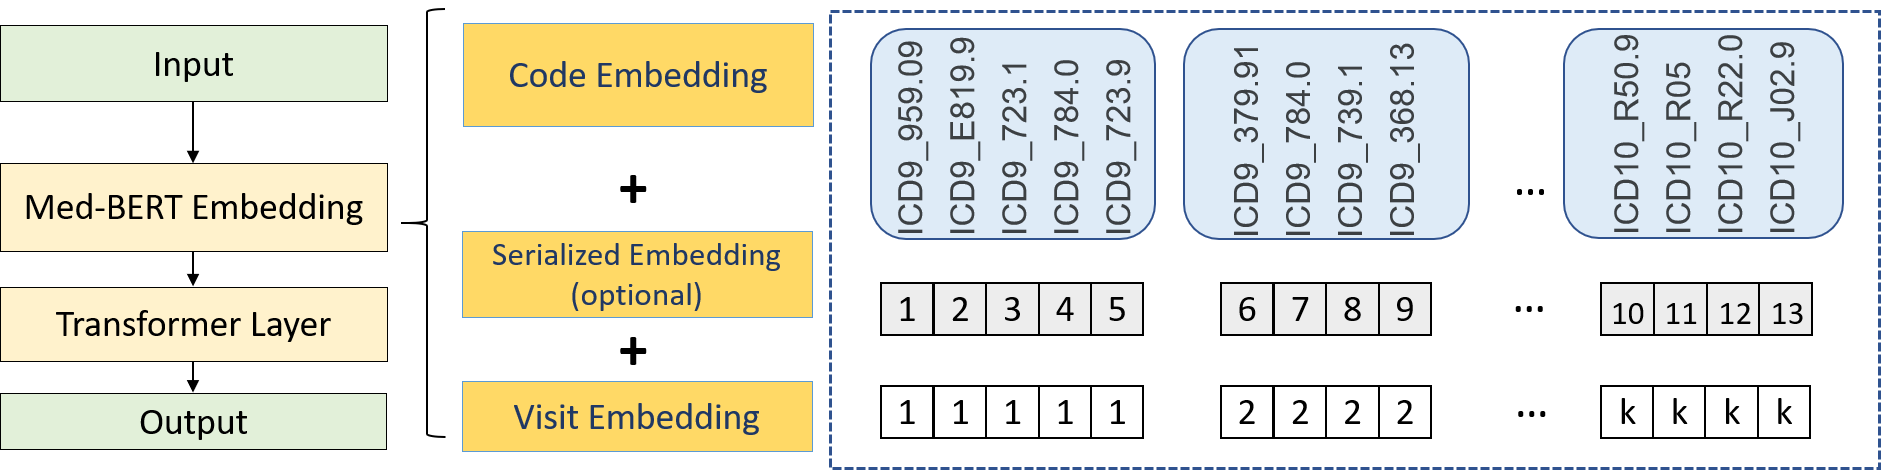 Input
Med-BERT Embedding
Transformer Layer
Output
Code Embedding
+
Serialized Embedding
(optional)
+
Visit Embedding
ICD9_959.09
ICD9_E819.9
ICD9_723.1
ICD9_784.0
ICD9_723.9
ICD9_379.91
ICD9_784.0
ICD9_739.1
ICD9_368.13
...
ICD10_R50.9
ICD10_R05
ICD10_R22.0
ICD10_J02.9
1 2 3 4 5 6 7 8 9 ... 10 11 12 13
1 1 1 1 1 2 2 2 2 ... k k k k